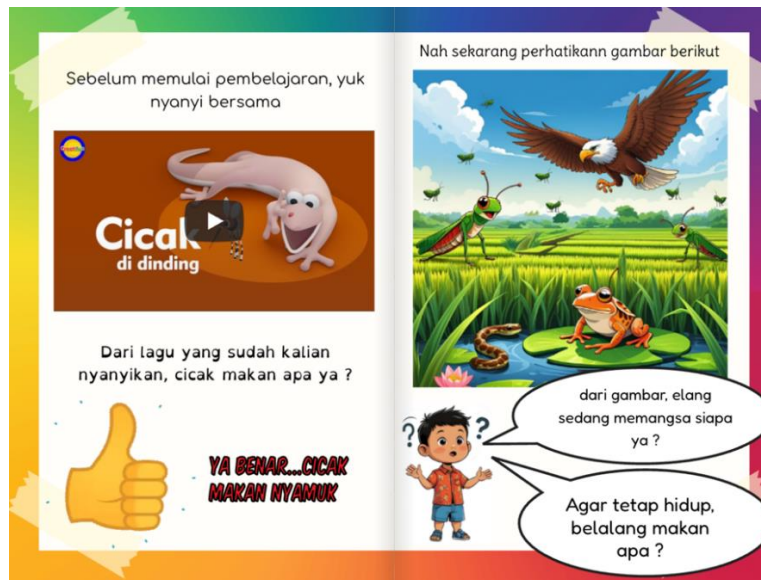 Sebelum memulai pembelajaran, yuk
nyanyi bersama
Cicak
di dinding
Dari lagu yang sudah kalian
nyanyikan, cicak makan apa ya ?
YA BENAR...CICAK
MAKAN NYAMUK
Nah sekarang perhatikann gambar berikut
dari gambar, elang
sedang memangsa siapa
ya ?
Agar tetap hidup,
belalang makan
apa ?